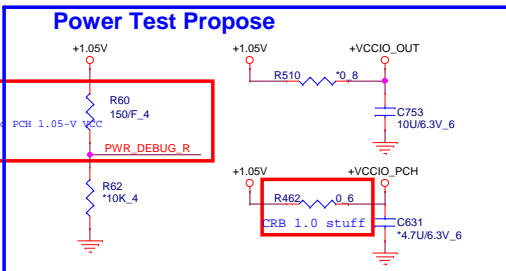 Power Test Propose
+1.05V
R60
150/F_4
PCH 1.05-V VCC
PWR_DEBUG_R
R62
*10K_4
+1.05V
+VCCIO_OUT
R510
*0_8
C753
10U/6.3V_6
+1.05V
+VCCIO_PCH
R462
0_6
CRB 1.0 stuff
C631
*4.7U/6.3V_6